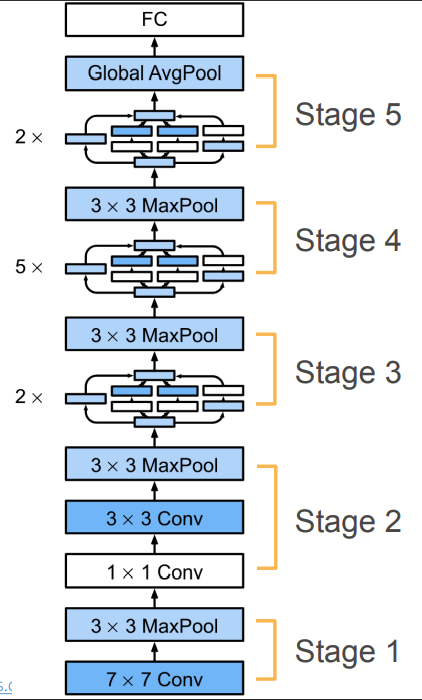 FC
Global AvgPool
Stage 5
2 ×
3 × 3 MaxPool
Stage 4
5 ×
3 × 3 MaxPool
Stage 3
2 ×
3 × 3 MaxPool
3 × 3 Conv
Stage 2
1 × 1 Conv
3 × 3 MaxPool
Stage 1
7 × 7 Conv